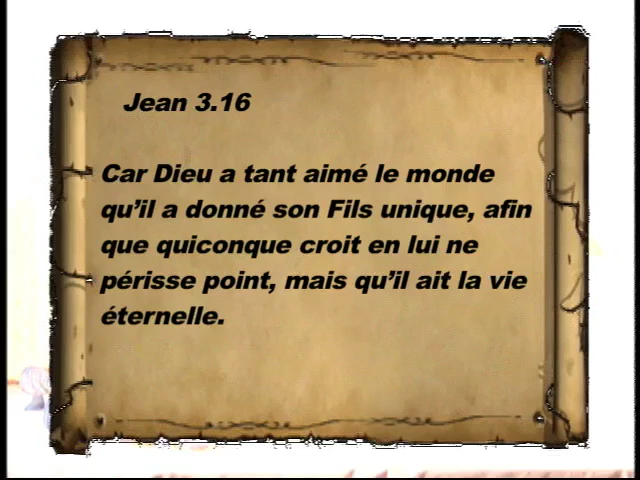 Jean 3.16
Car Dieu a tant aimé le monde
qu'il a donné son Fils unique, afin
que quiconque croit en lui ne
périsse point, mais qu'il ait la vie
éternelle.